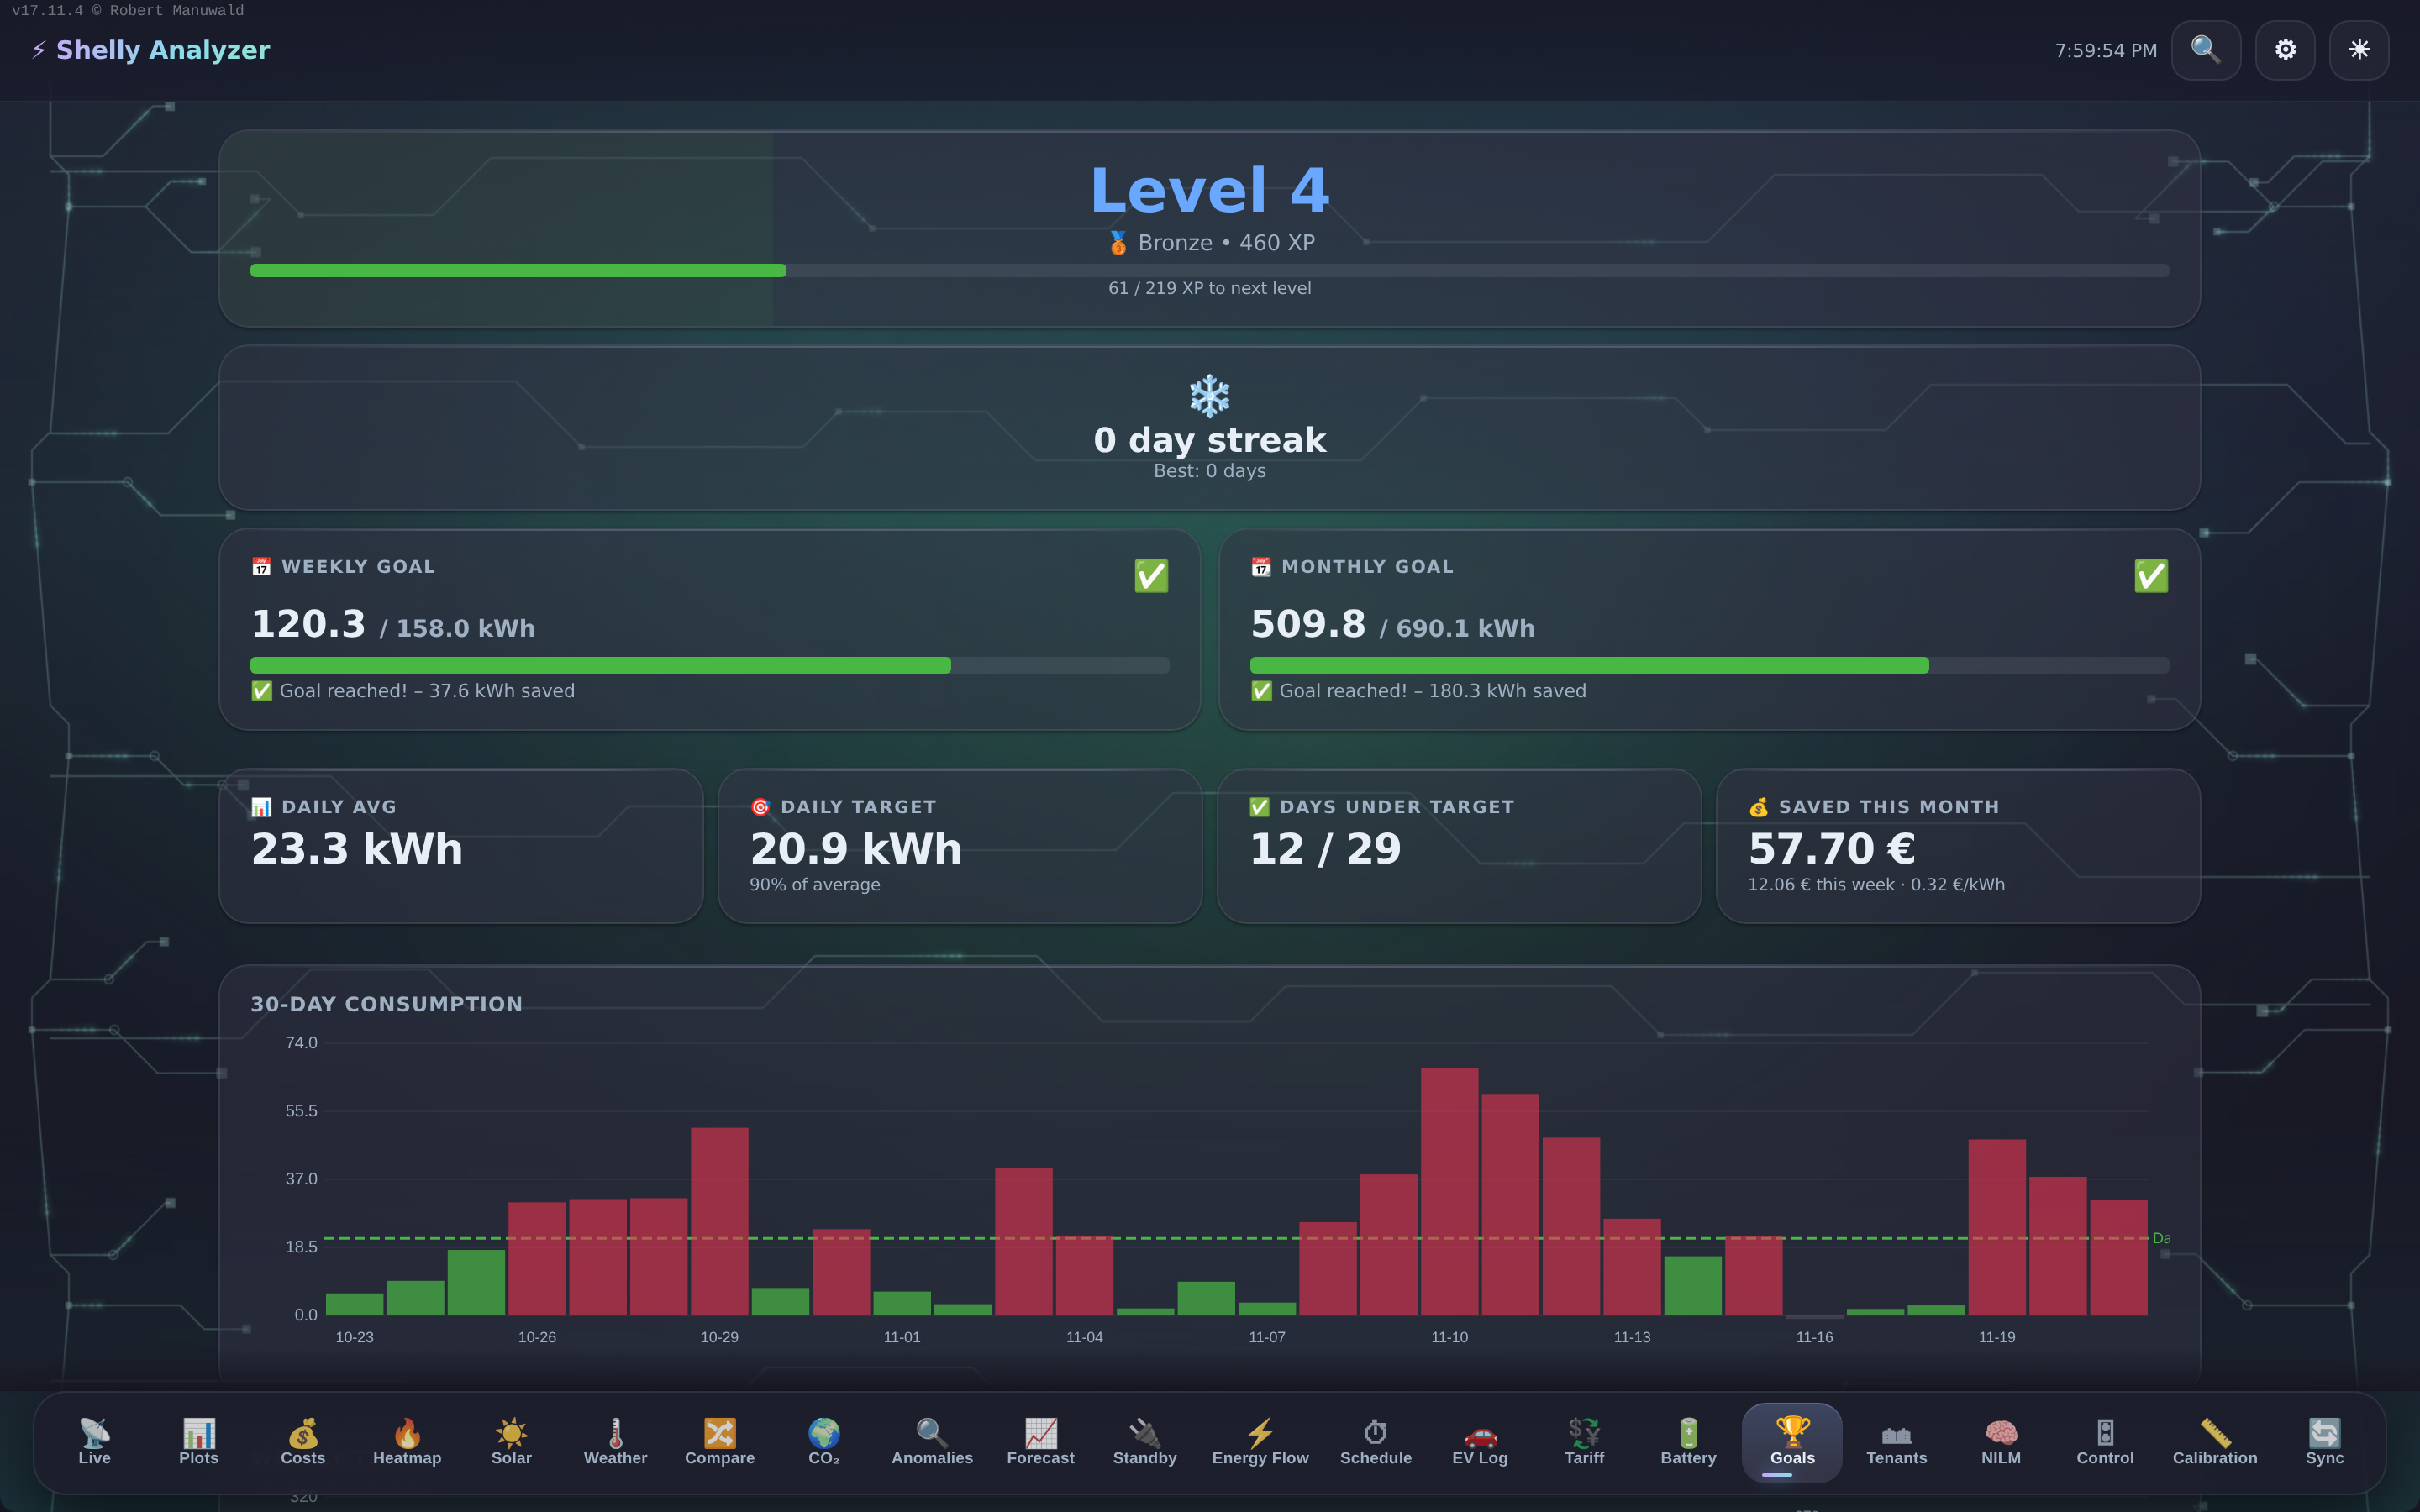 v17.11.4 © Robert Manuwald
⚡ Shelly Analyzer
7:59:54 PM
Level 4
🥉 Bronze • 460 XP
61 / 219 XP to next level
0 day streak
Best: 0 days
📅 WEEKLY GOAL
120.3 / 158.0 kWh
✅ Goal reached! – 37.6 kWh saved
📆 MONTHLY GOAL
509.8 / 690.1 kWh
✅ Goal reached! – 180.3 kWh saved
📊 DAILY AVG
23.3 kWh
🎯 DAILY TARGET
20.9 kWh
90% of average
✅ DAYS UNDER TARGET
12 / 29
💰 SAVED THIS MONTH
57.70 €
12.06 € this week · 0.32 €/kWh
30-DAY CONSUMPTION
74.0
55.5
37.0
18.5
0.0
Da
10-23 10-26 10-29 11-01 11-04 11-07 11-10 11-13 11-16 11-19
Live Plots Costs Heatmap Solar Weather Compare CO₂ Anomalies Forecast Standby Energy Flow Schedule EV Log Tariff Battery Goals Tenants NILM Control Calibration Sync
320